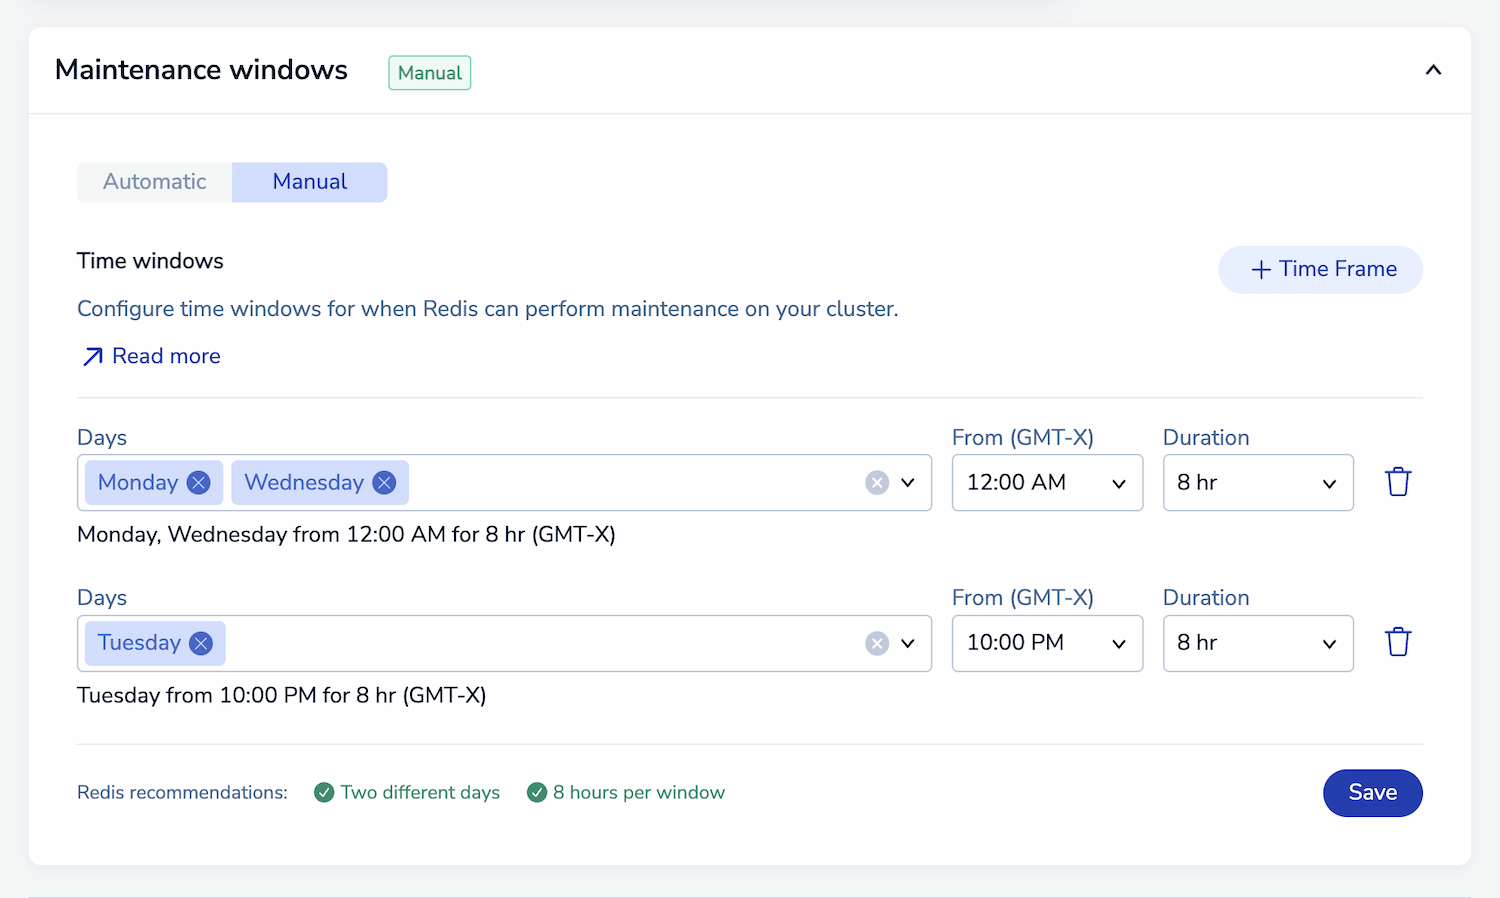 Maintenance windows Manual
Automatic Manual
Time windows
+ Time Frame
Configure time windows for when Redis can perform maintenance on your cluster.
Read more
Days From (GMT-X) Duration
Monday Wednesday 12:00 AM 8 hr
Monday, Wednesday from 12:00 AM for 8 hr (GMT-X)
Days From (GMT-X) Duration
Tuesday 10:00 PM 8 hr
Tuesday from 10:00 PM for 8 hr (GMT-X)
Redis recommendations: Two different days 8 hours per window Save